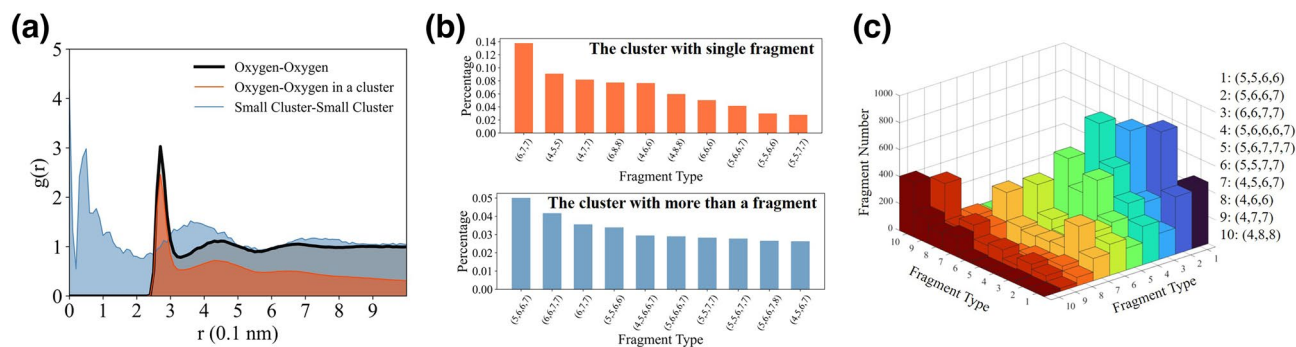 (a)
5
4
3
2
1
0
g(r)
Oxygen-Oxygen
Oxygen-Oxygen in a cluster
Small Cluster-Small Cluster
0 1 2 3 4 5 6 7 8 9
r (0.1 nm)
(b)
The cluster with single fragment
Percentage
0.14
0.12
0.10
0.08
0.06
0.04
0.02
0.00
(6,7,7) (4,5,5) (4,7,7) (6,8,8) (4,6,6) (4,8,8) (6,6,6) (5,6,6,7) (5,5,6,6) (5,5,7,7)
Fragment Type
The cluster with more than a fragment
Percentage
0.05
0.04
0.03
0.02
0.01
0.00
(5,6,6,7) (6,6,7,7) (6,7,7) (5,5,6,6) (4,5,6,6,7) (5,6,6,6,7) (5,5,7,7) (5,5,6,7,7) (5,6,6,7,8) (4,5,6,7)
Fragment Type
(c)
1000
800
600
400
200
0
Fragment Number
10 9 8 7 6 5 4 3 2 1
Fragment Type
10 9 8 7 6 5 4 3 2 1
Fragment Type
1: (5,5,6,6)
2: (5,6,6,7)
3: (6,6,7,7)
4: (5,6,6,6,7)
5: (5,6,7,7,7)
6: (5,5,7,7)
7: (4,5,6,7)
8: (4,6,6)
9: (4,7,7)
10: (4,8,8)